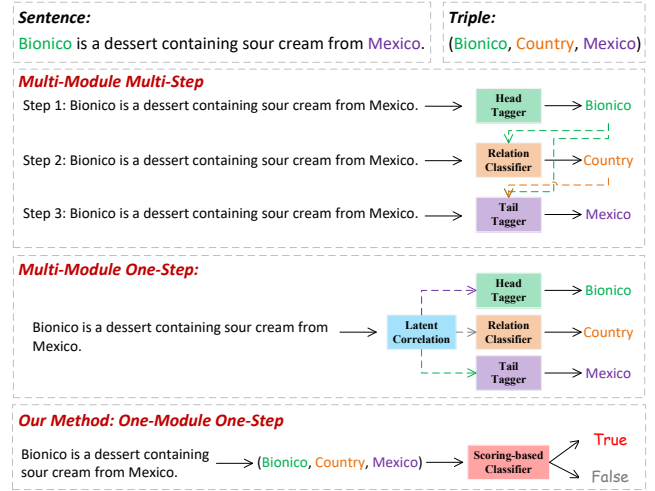 Sentence:
Bionico is a dessert containing sour cream from Mexico.
Triple:
(Bionico, Country, Mexico)
Multi-Module Multi-Step
Step 1: Bionico is a dessert containing sour cream from Mexico.
Head
Tagger
Bionico
Step 2: Bionico is a dessert containing sour cream from Mexico.
Relation
Classifier
Country
Step 3: Bionico is a dessert containing sour cream from Mexico.
Tail
Tagger
Mexico
Multi-Module One-Step:
Bionico is a dessert containing sour cream from
Mexico.
Latent
Correlation
Head
Tagger
Bionico
Relation
Classifier
Country
Tail
Tagger
Mexico
Our Method: One-Module One-Step
Bionico is a dessert containing
sour cream from Mexico.
(Bionico, Country, Mexico)
Scoring-based
Classifier
True
False